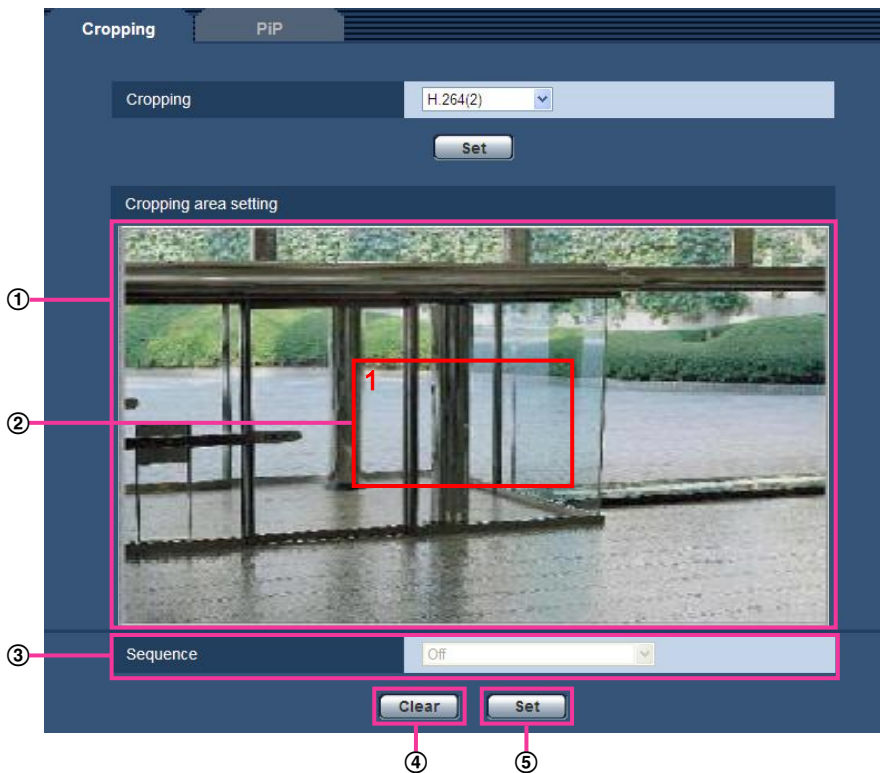 Cropping PiP
Cropping H.264(2)
Set
Cropping area setting
①
1
②
③ Sequence Off
Clear Set
④ ⑤